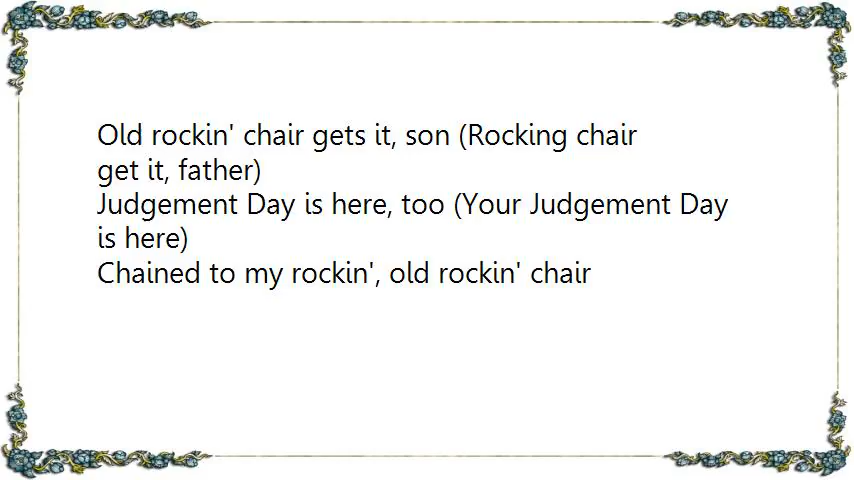 Old rockin' chair gets it, son (Rocking chair
get it, father)
Judgement Day is here, too (Your Judgement Day
is here)
Chained to my rockin', old rockin' chair